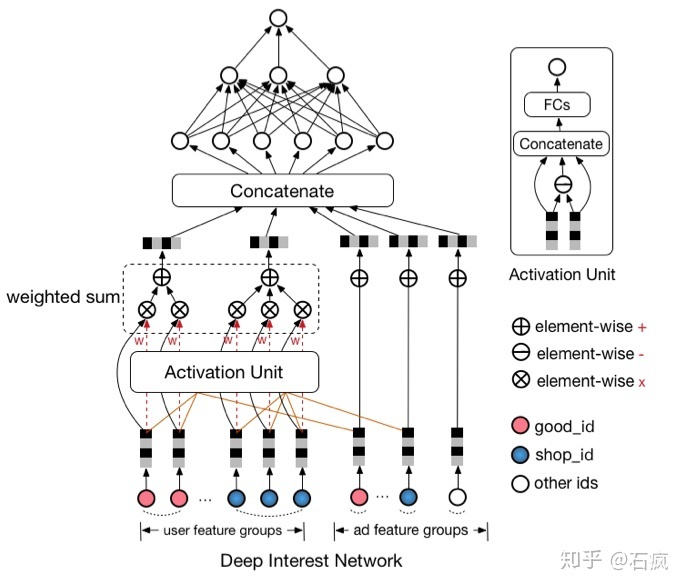 Concatenate
weighted sum
w
w
w
w
w
Activation Unit
...
...
user feature groups
ad feature groups
Deep Interest Network
FCs
Concatenate
Activation Unit
element-wise +
element-wise -
element-wise x
good_id
shop_id
other ids
知乎 @石疯